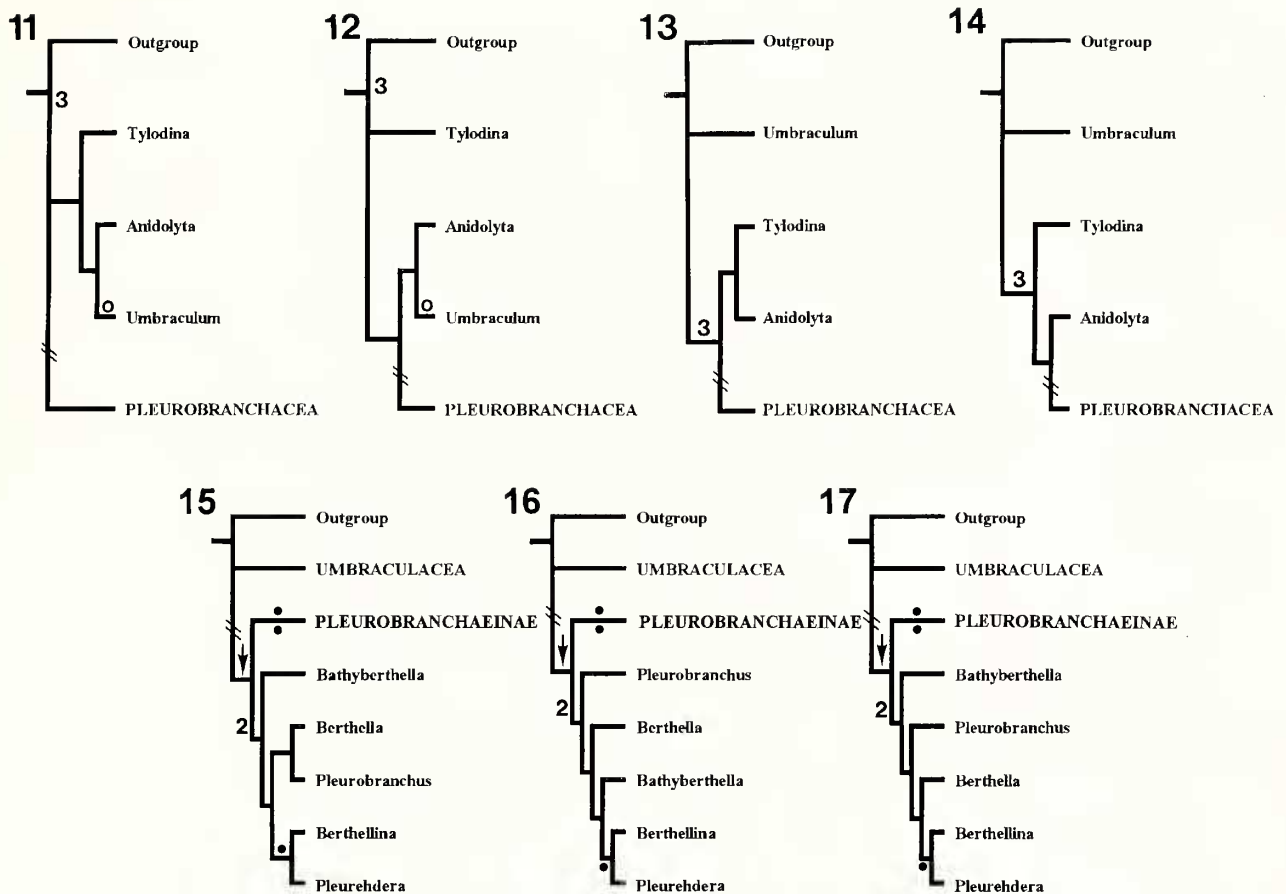 11
Outgroup
3
Tylodina
Anidolyta
o
Umbraculum
PLEUROBRANCHACEA
12
Outgroup
3
Tylodina
Anidolyta
o
Umbraculum
PLEUROBRANCHACEA
13
Outgroup
Umbraculum
Tylodina
3
Anidolyta
PLEUROBRANCHACEA
14
Outgroup
Umbraculum
Tylodina
3
Anidolyta
PLEUROBRANCHACEA
15
Outgroup
UMBRACULACEA
PLEUROBRANCHAEINAE
Bathyberthella
2
Berthella
Pleurobranchus
Berthellina
Pleurehdera
16
Outgroup
UMBRACULACEA
PLEUROBRANCHAEINAE
Pleurobranchus
2
Berthella
Bathyberthella
Berthellina
Pleurehdera
17
Outgroup
UMBRACULACEA
PLEUROBRANCHAEINAE
Bathyberthella
2
Pleurobranchus
Berthella
Berthellina
Pleurehdera